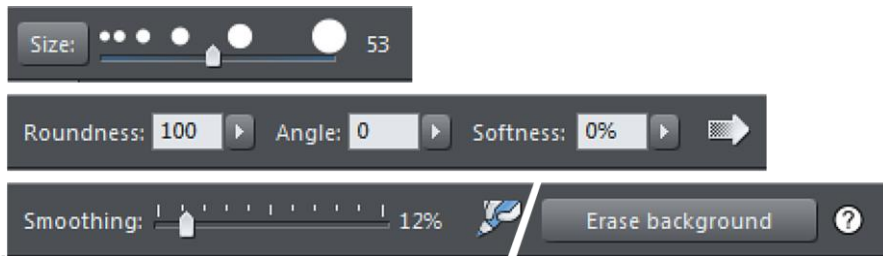 Size: 53
Roundness: 100 Angle: 0 Softness: 0%
Smoothing: 12% Erase background ?